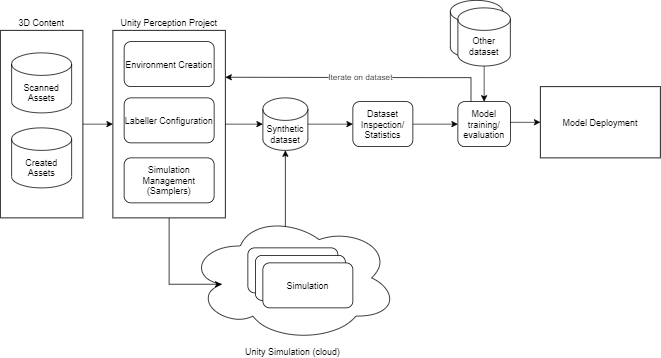 3D Content
Unity Perception Project
Other
dataset
Scanned
Assets
Environment Creation
Iterate on dataset
Labeller Configuration
Synthetic
dataset
Dataset
Inspection/
Statistics
Model
training/
evaluation
Model Deployment
Created
Assets
Simulation
Management
(Samplers)
Simulation
Unity Simulation (cloud)